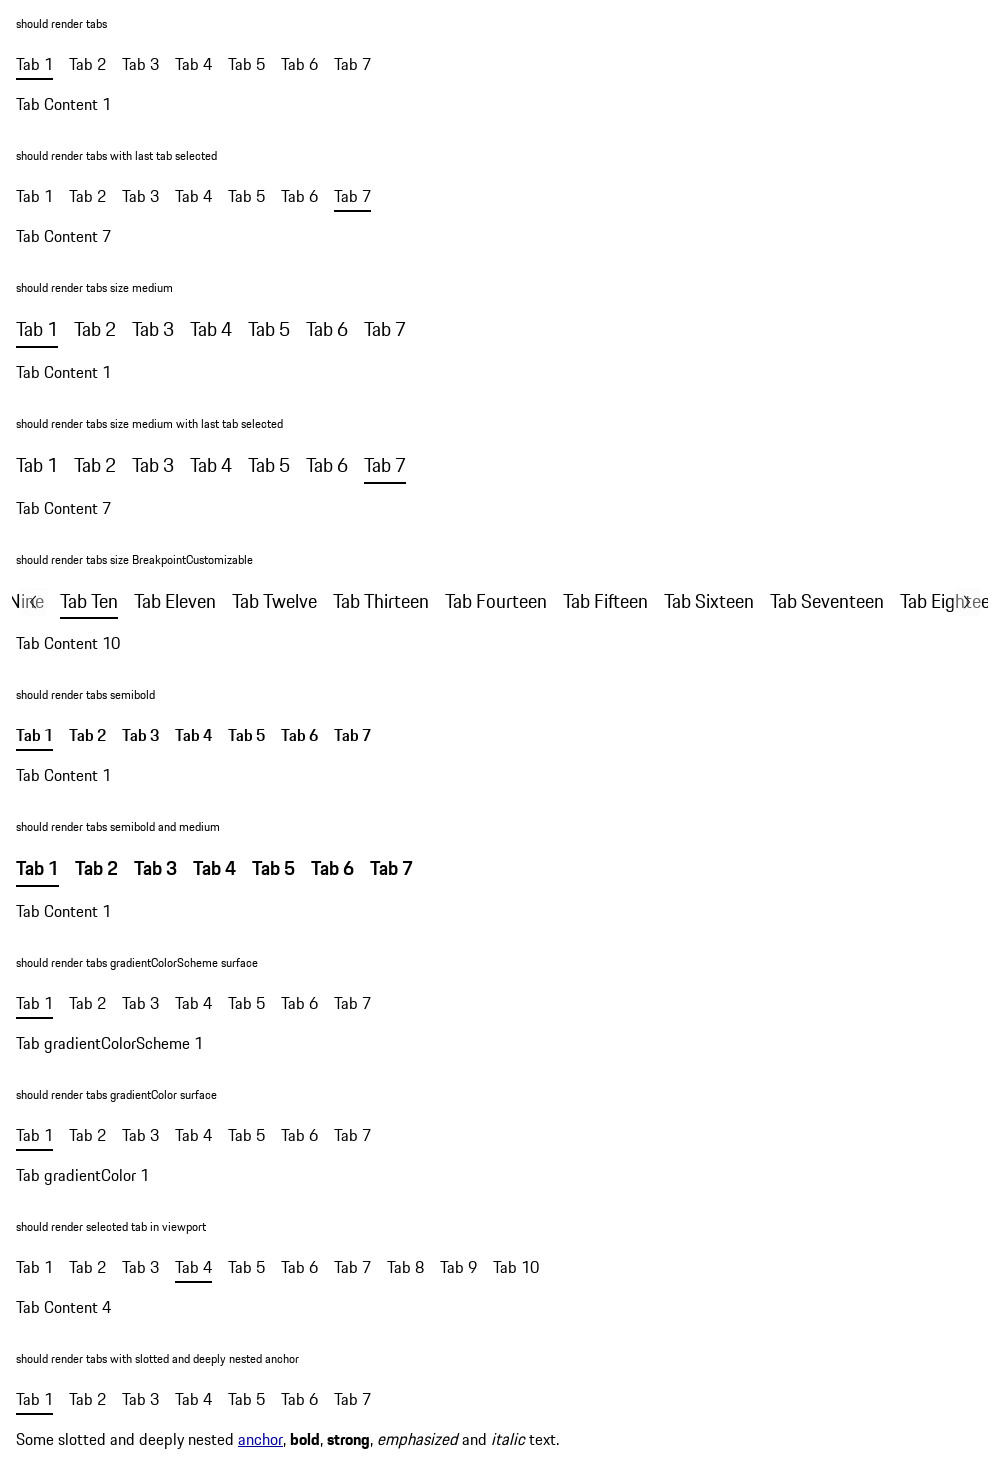 should render tabs
Tab 1 Tab 2 Tab 3 Tab 4 Tab 5 Tab 6 Tab 7
Tab Content 1
should render tabs with last tab selected
Tab 1 Tab 2 Tab 3 Tab 4 Tab 5 Tab 6 Tab 7
Tab Content 7
should render tabs size medium
Tab 1 Tab 2 Tab 3 Tab 4 Tab 5 Tab 6 Tab 7
Tab Content 1
should render tabs size medium with last tab selected
Tab 1 Tab 2 Tab 3 Tab 4 Tab 5 Tab 6 Tab 7
Tab Content 7
should render tabs size BreakpointCustomizable
Nine Tab Ten Tab Eleven Tab Twelve Tab Thirteen Tab Fourteen Tab Fifteen Tab Sixteen Tab Seventeen Tab Eightee
Tab Content 10
should render tabs semibold
Tab 1 Tab 2 Tab 3 Tab 4 Tab 5 Tab 6 Tab 7
Tab Content 1
should render tabs semibold and medium
Tab 1 Tab 2 Tab 3 Tab 4 Tab 5 Tab 6 Tab 7
Tab Content 1
should render tabs gradientColorScheme surface
Tab 1 Tab 2 Tab 3 Tab 4 Tab 5 Tab 6 Tab 7
Tab gradientColorScheme 1
should render tabs gradientColor surface
Tab 1 Tab 2 Tab 3 Tab 4 Tab 5 Tab 6 Tab 7
Tab gradientColor 1
should render selected tab in viewport
Tab 1 Tab 2 Tab 3 Tab 4 Tab 5 Tab 6 Tab 7 Tab 8 Tab 9 Tab 10
Tab Content 4
should render tabs with slotted and deeply nested anchor
Tab 1 Tab 2 Tab 3 Tab 4 Tab 5 Tab 6 Tab 7
Some slotted and deeply nested anchor, bold, strong, emphasized and italic text.